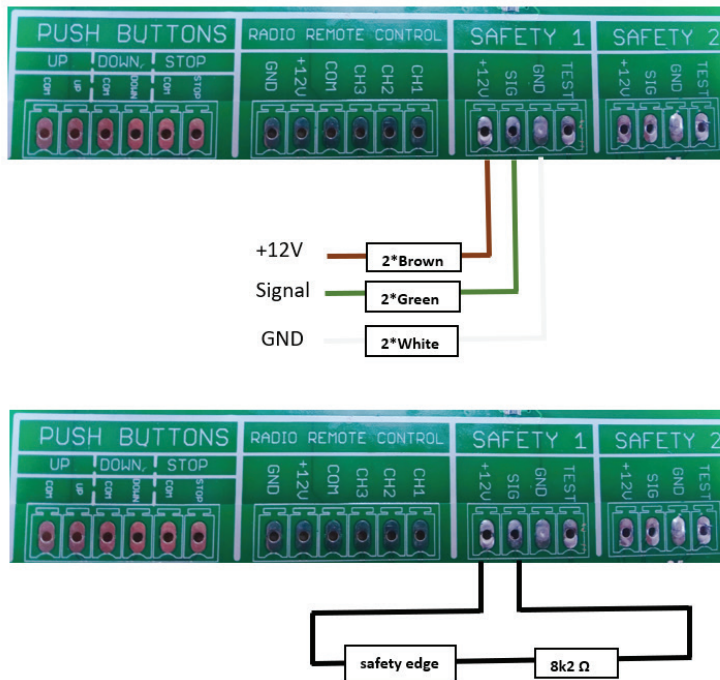 PUSH BUTTONS
UP DOWN, STOP
COM UP COM DOWN COM STOP
RADIO REMOTE CONTROL
GND +12V COM CH3 CH2 CH1
SAFETY 1
+12V SIG GND TEST
SAFETY 2
+12V SIG GND TEST
+12V 2*Brown
Signal 2*Green
GND 2*White
PUSH BUTTONS
UP DOWN, STOP
COM UP COM DOWN COM STOP
RADIO REMOTE CONTROL
GND +12V COM CH3 CH2 CH1
SAFETY 1
+12V SIG GND TEST
SAFETY 2
+12V SIG GND TEST
safety edge 8k2 Ω